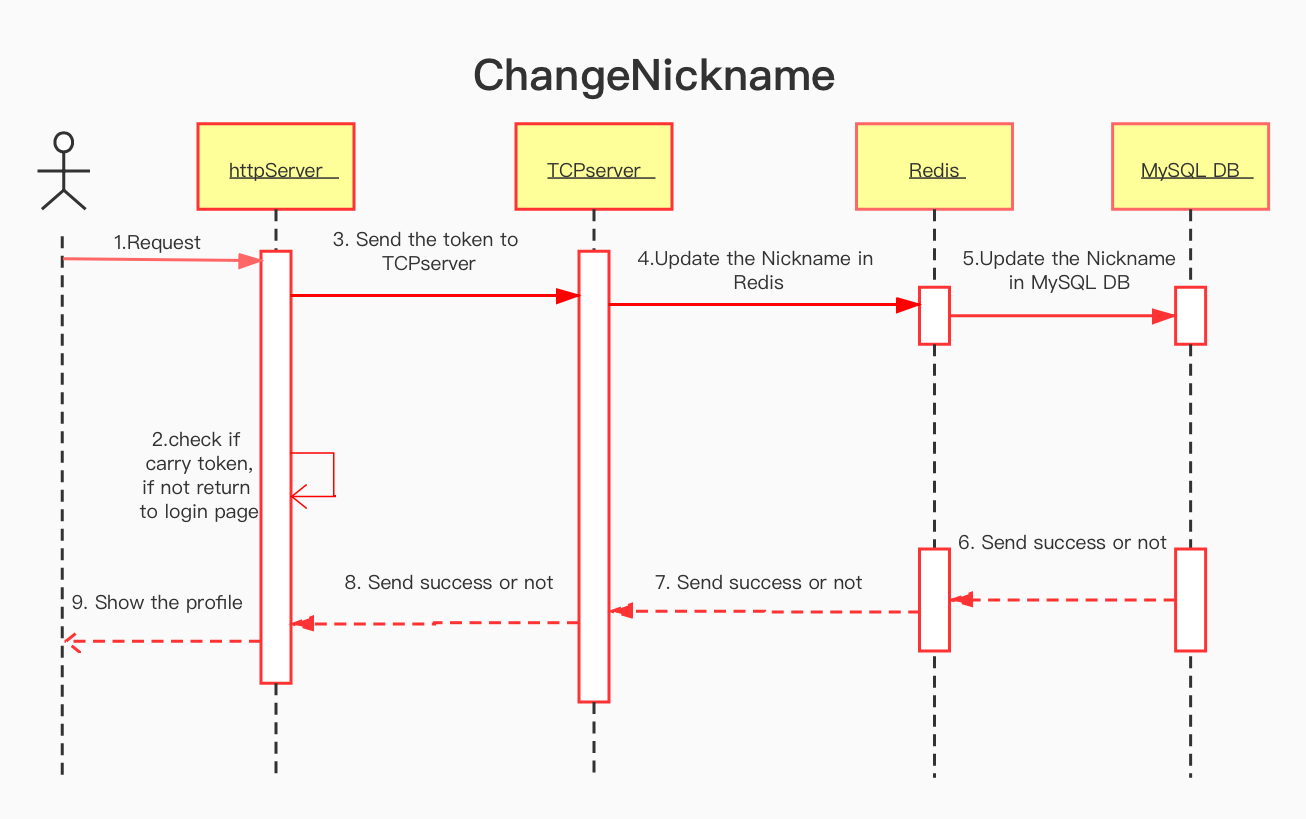 ChangeNickname
httpServer
TCPserver
Redis
MySQL DB
1.Request
3. Send the token to
TCPserver
4.Update the Nickname in
Redis
5.Update the Nickname
in MySQL DB
2.check if
carry token,
if not return
to login page
6. Send success or not
7. Send success or not
8. Send success or not
9. Show the profile